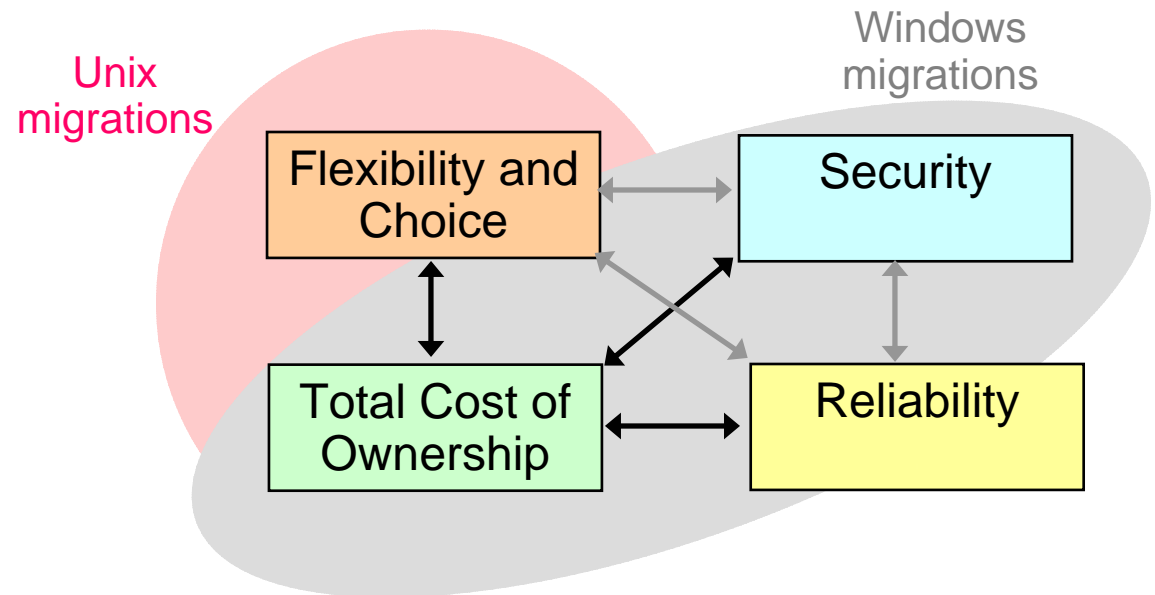 Unix
migrations
Windows
migrations
Flexibility and
Choice
Security
Total Cost of
Ownership
Reliability